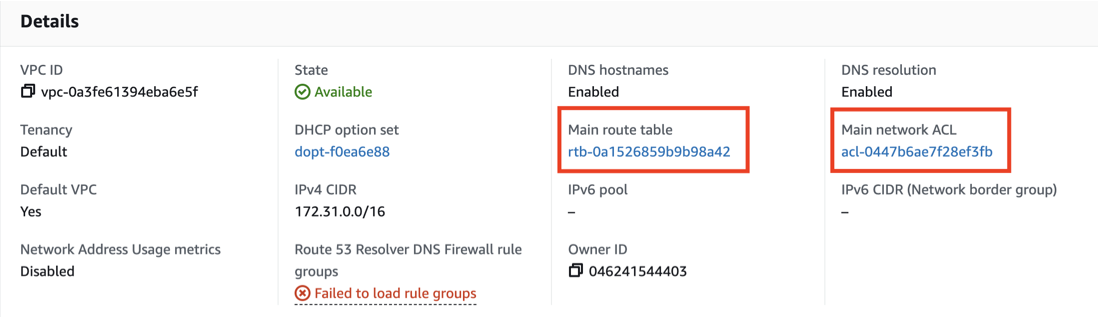 Details
VPC ID
vpc-0a3fe61394eba6e5f
State
Available
DNS hostnames
Enabled
DNS resolution
Enabled
Tenancy
Default
DHCP option set
dopt-f0ea6e88
Main route table
rtb-0a1526859b9b98a42
Main network ACL
acl-0447b6ae7f28ef3fb
Default VPC
Yes
IPv4 CIDR
172.31.0.0/16
IPv6 pool
–
IPv6 CIDR (Network border group)
–
Network Address Usage metrics
Disabled
Route 53 Resolver DNS Firewall rule
groups
Failed to load rule groups
Owner ID
046241544403